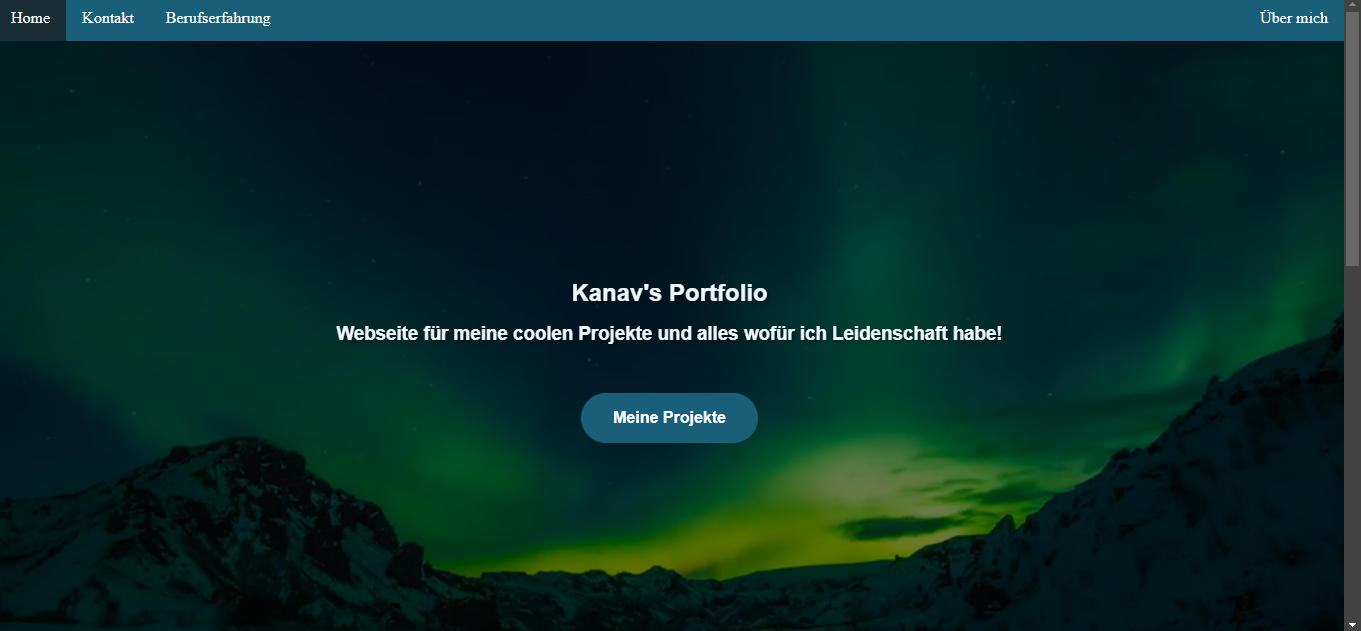 Home Kontakt Berufserfahrung Über mich
Kanav's Portfolio
Webseite für meine coolen Projekte und alles wofür ich Leidenschaft habe!
Meine Projekte